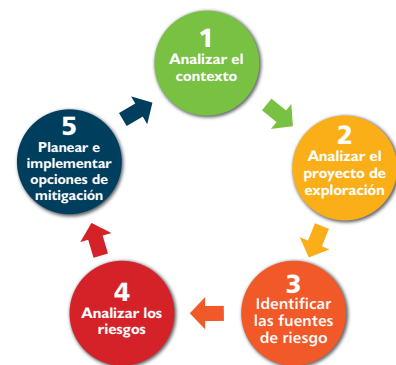 1
Analizar el
contexto
2
Analizar el
proyecto de
exploración
3
Identificar
las fuentes
de riesgo
4
Analizar los
riesgos
5
Planear e
implementar
opciones de
mitigación